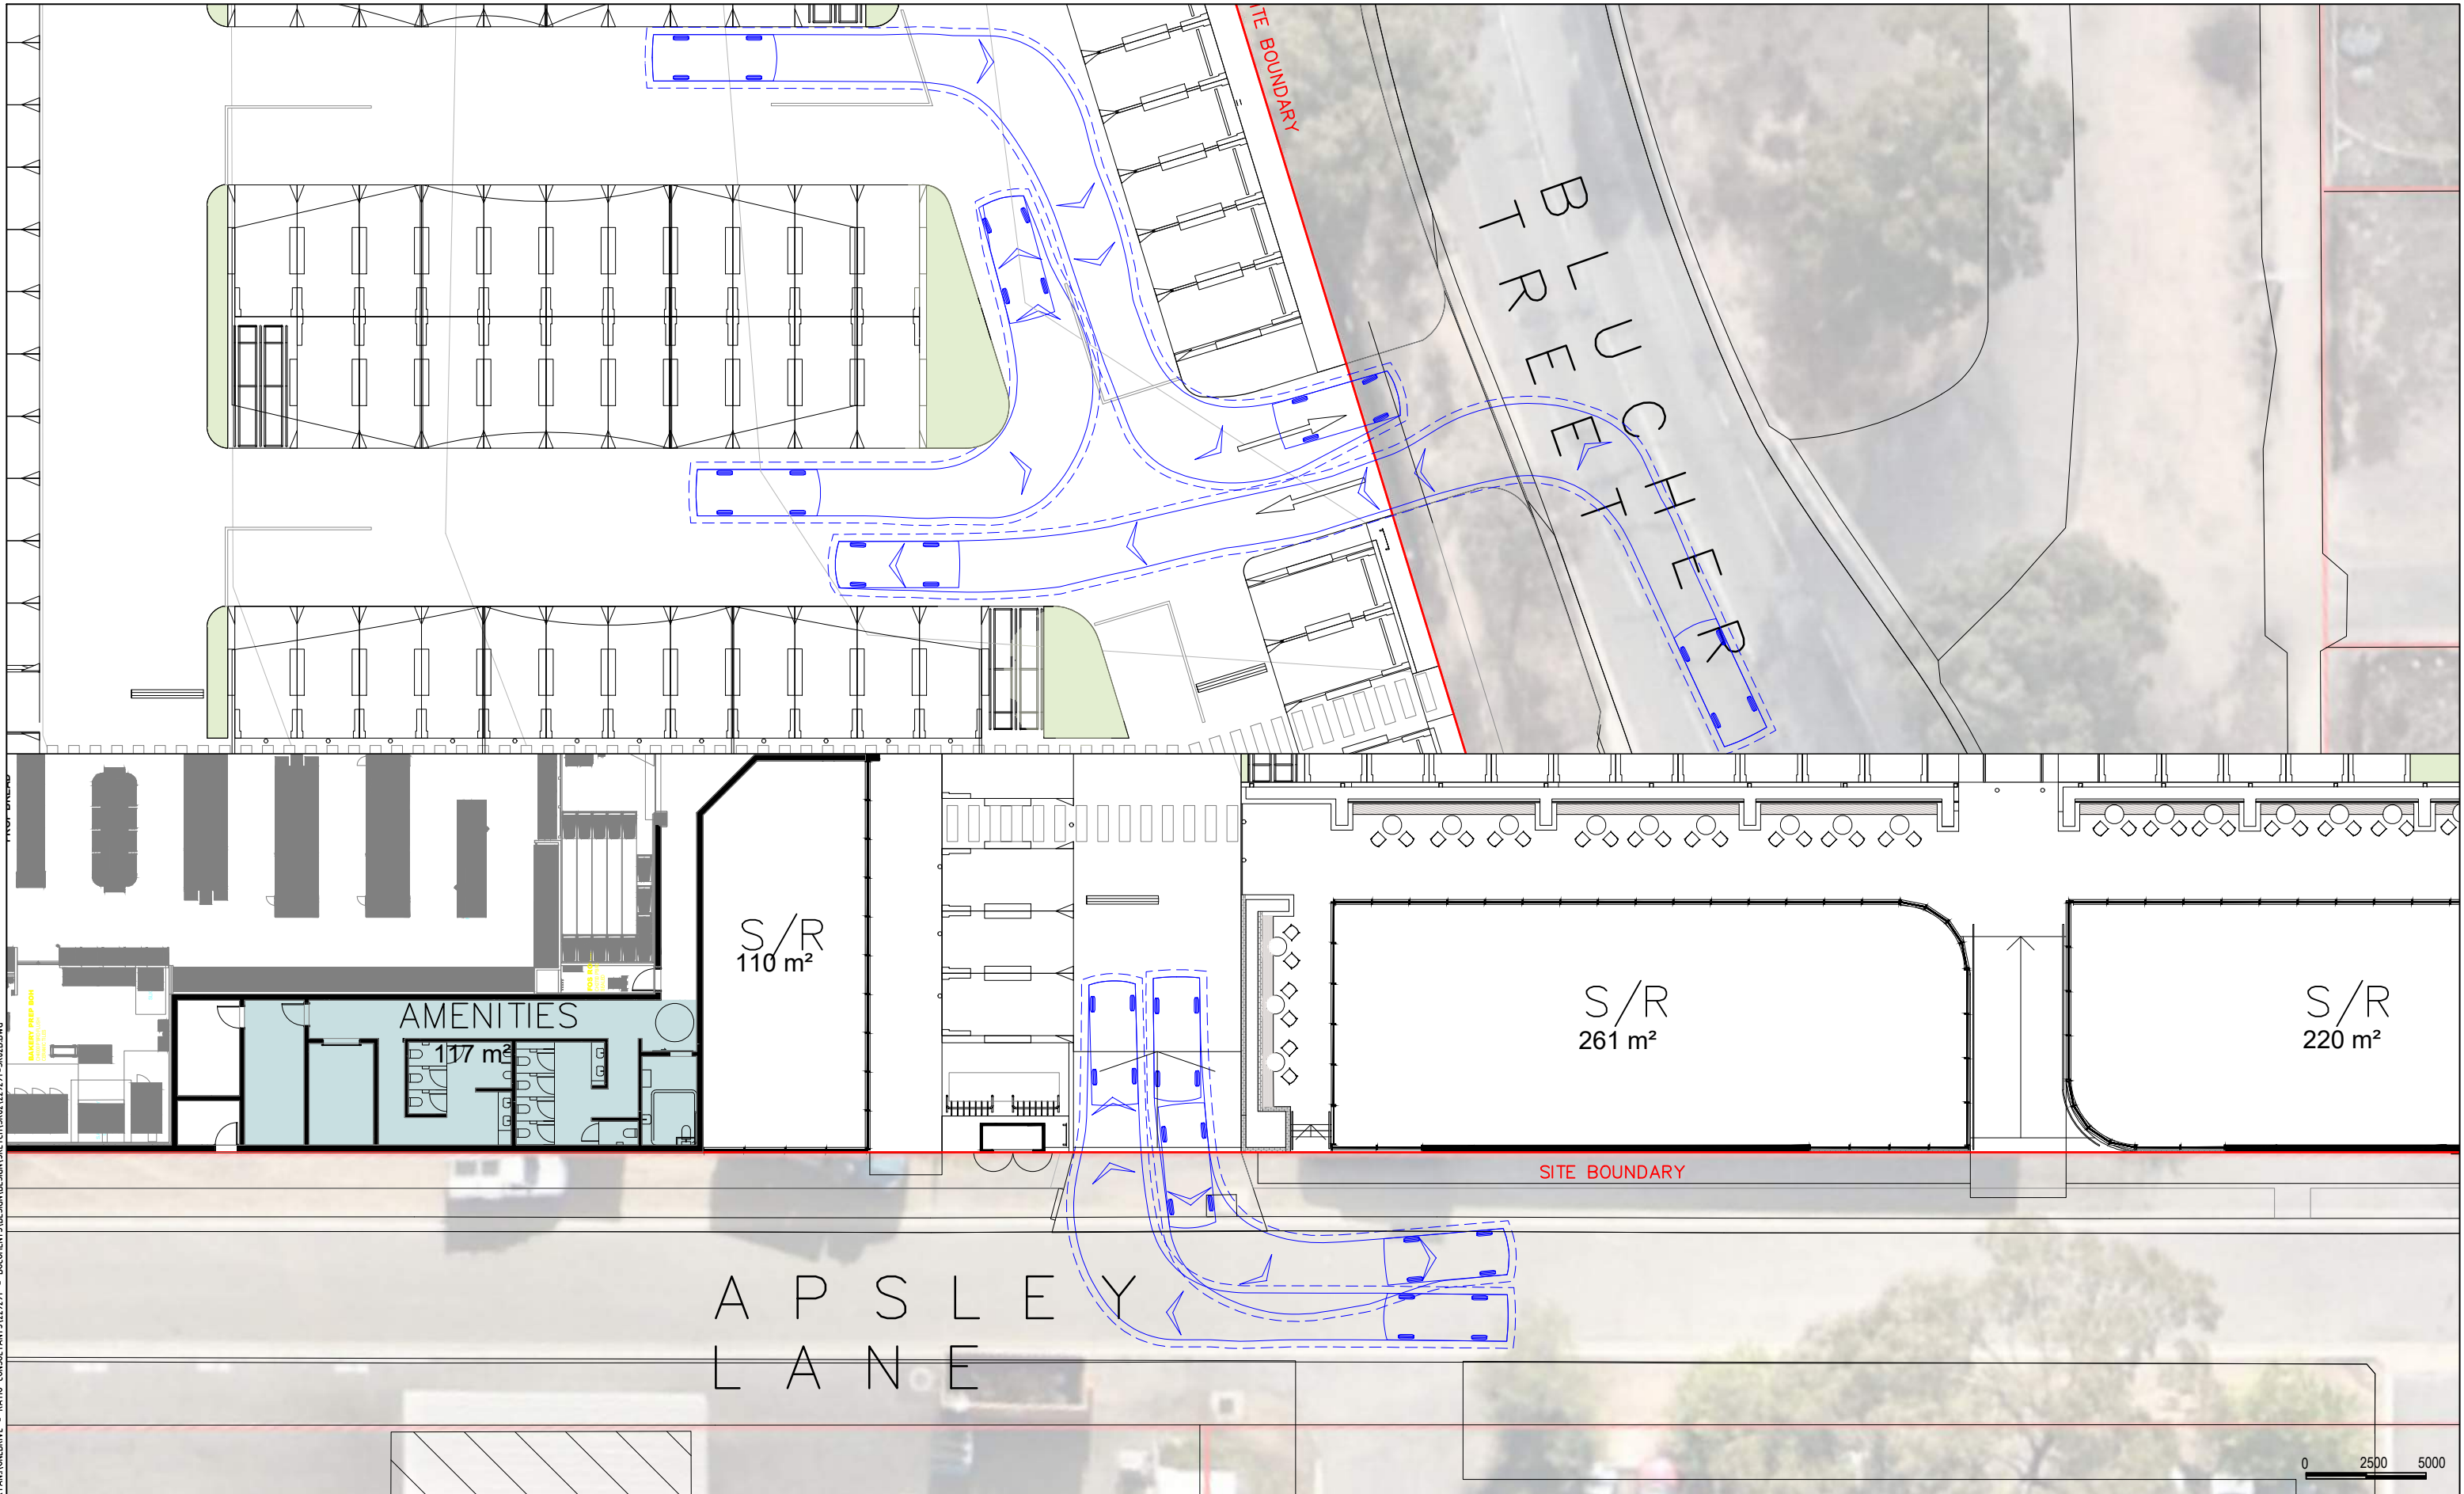 SITE BOUNDARY
BLUCHER
TREET
S/R
110 m²
AMENITIES
117 m²
S/R
261 m²
S/R
220 m²
SITE BOUNDARY
APSLEY
LANE
0 2500 5000